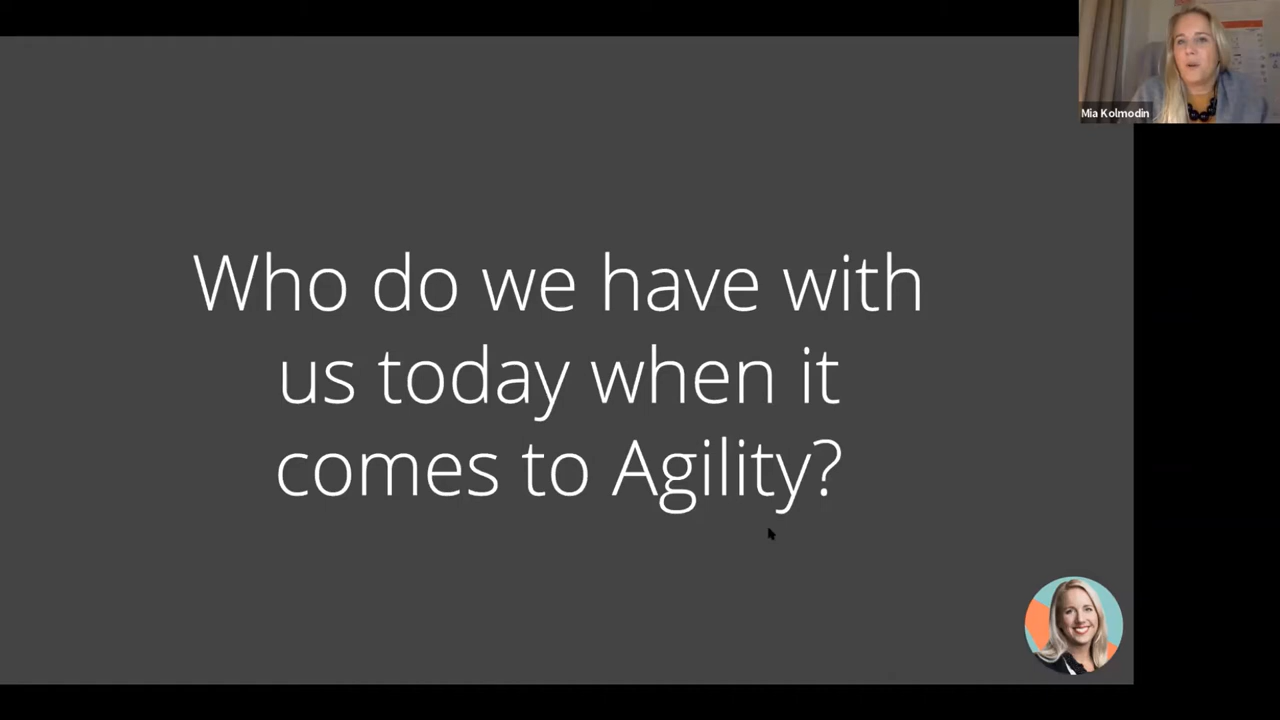 Mia Kolmodin
Who do we have with
us today when it
comes to Agility?